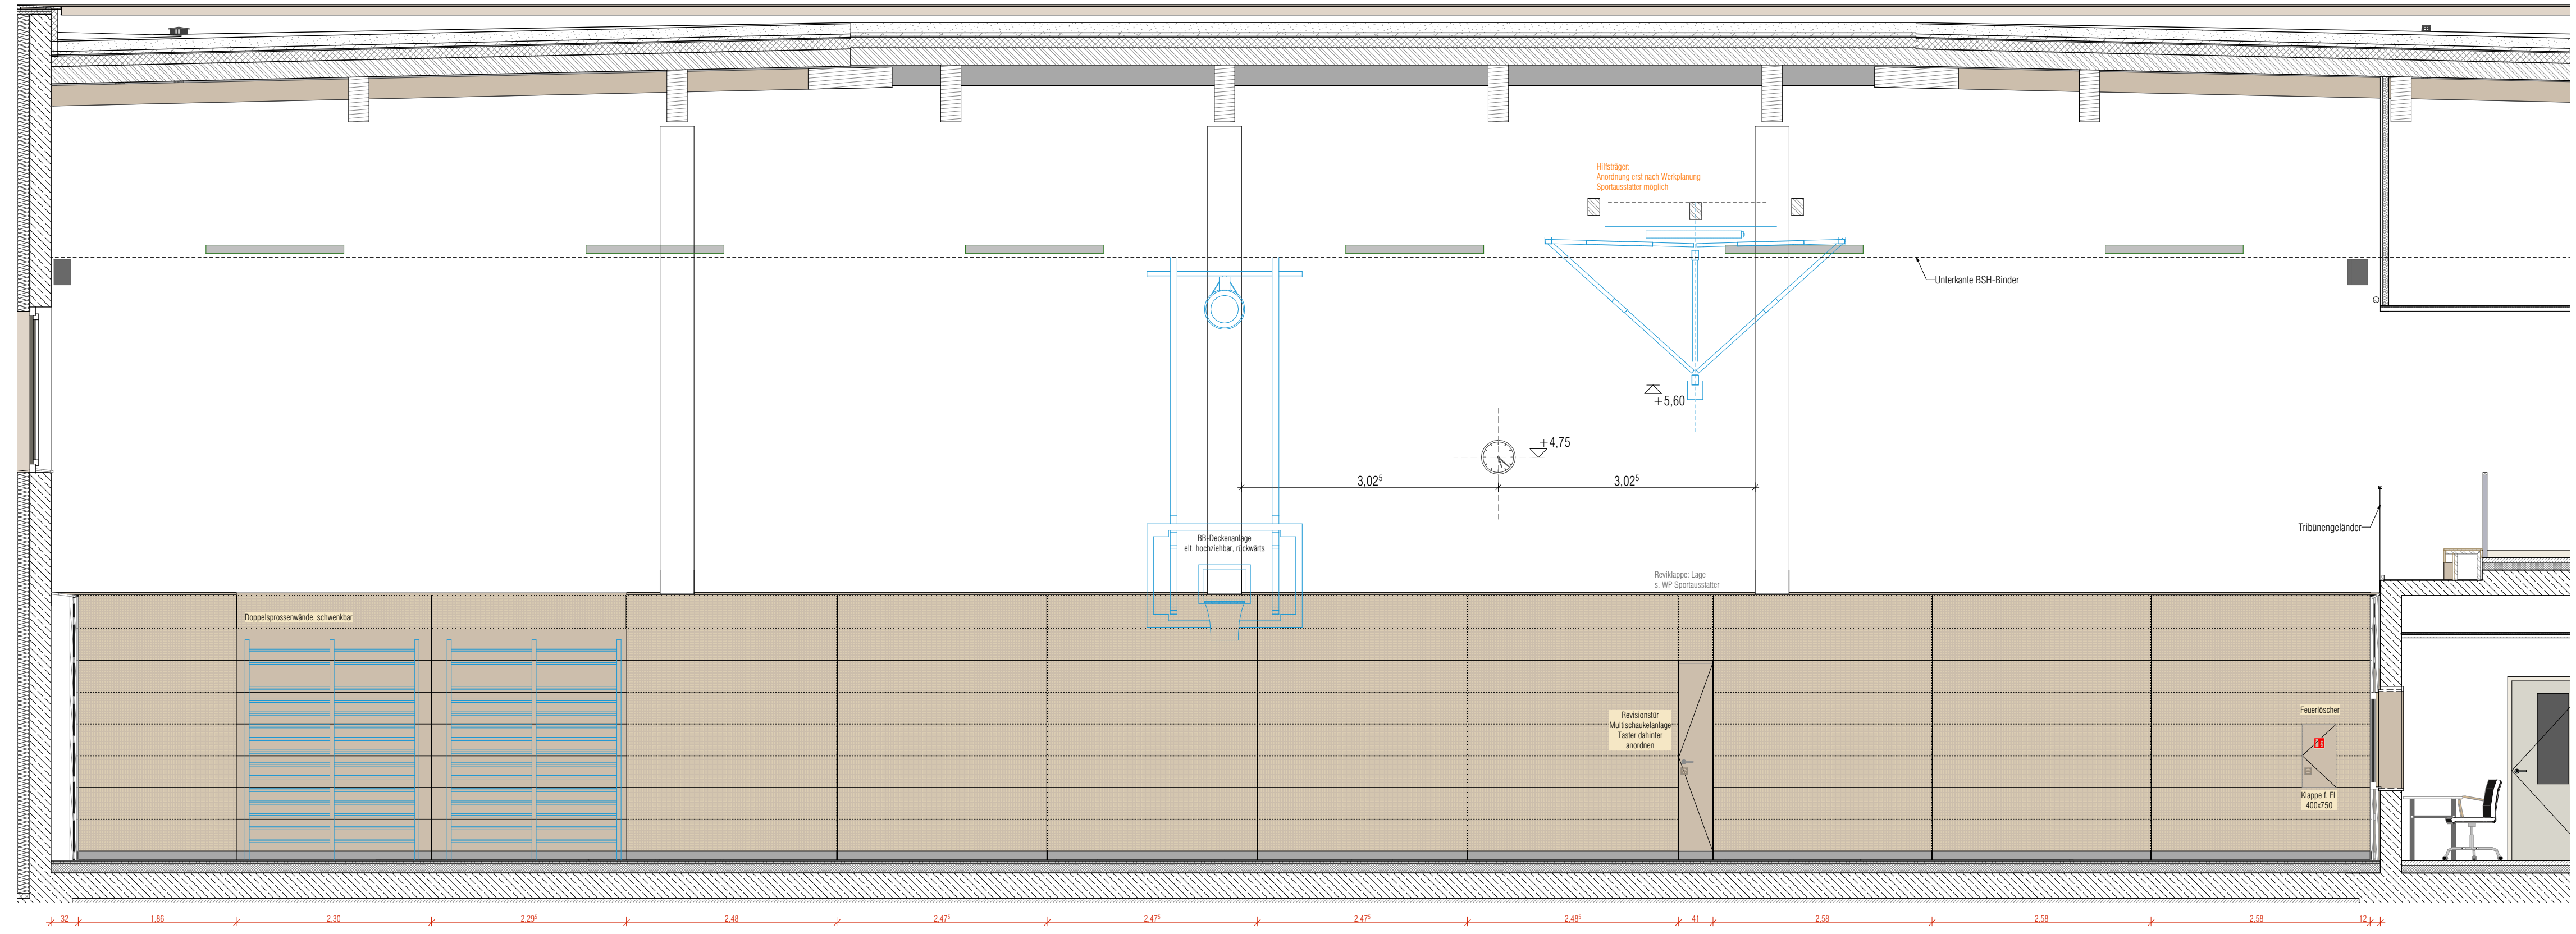 Hilfsträger:
Anordnung erst nach Werkplanung
Sportausstatter möglich
Unterkante BSH-Binder
+5,60
+4,75
3,02⁵
3,02⁵
Tribünengeländer
BB-Deckenanlage
elt. hochziehbar, rückwärts
Reviklappe: Lage
s. WP Sportausstatter
Doppelsprossenwände, schwenkbar
Revisionstür
Multischaukelanlage
Taster dahinter
anordnen
Feuerlöscher
Klappe f. FL
400x750
32
1,86
2,30
2,29⁵
2,48
2,47⁵
2,47⁵
2,47⁵
2,48⁵
41
2,58
2,58
2,58
12